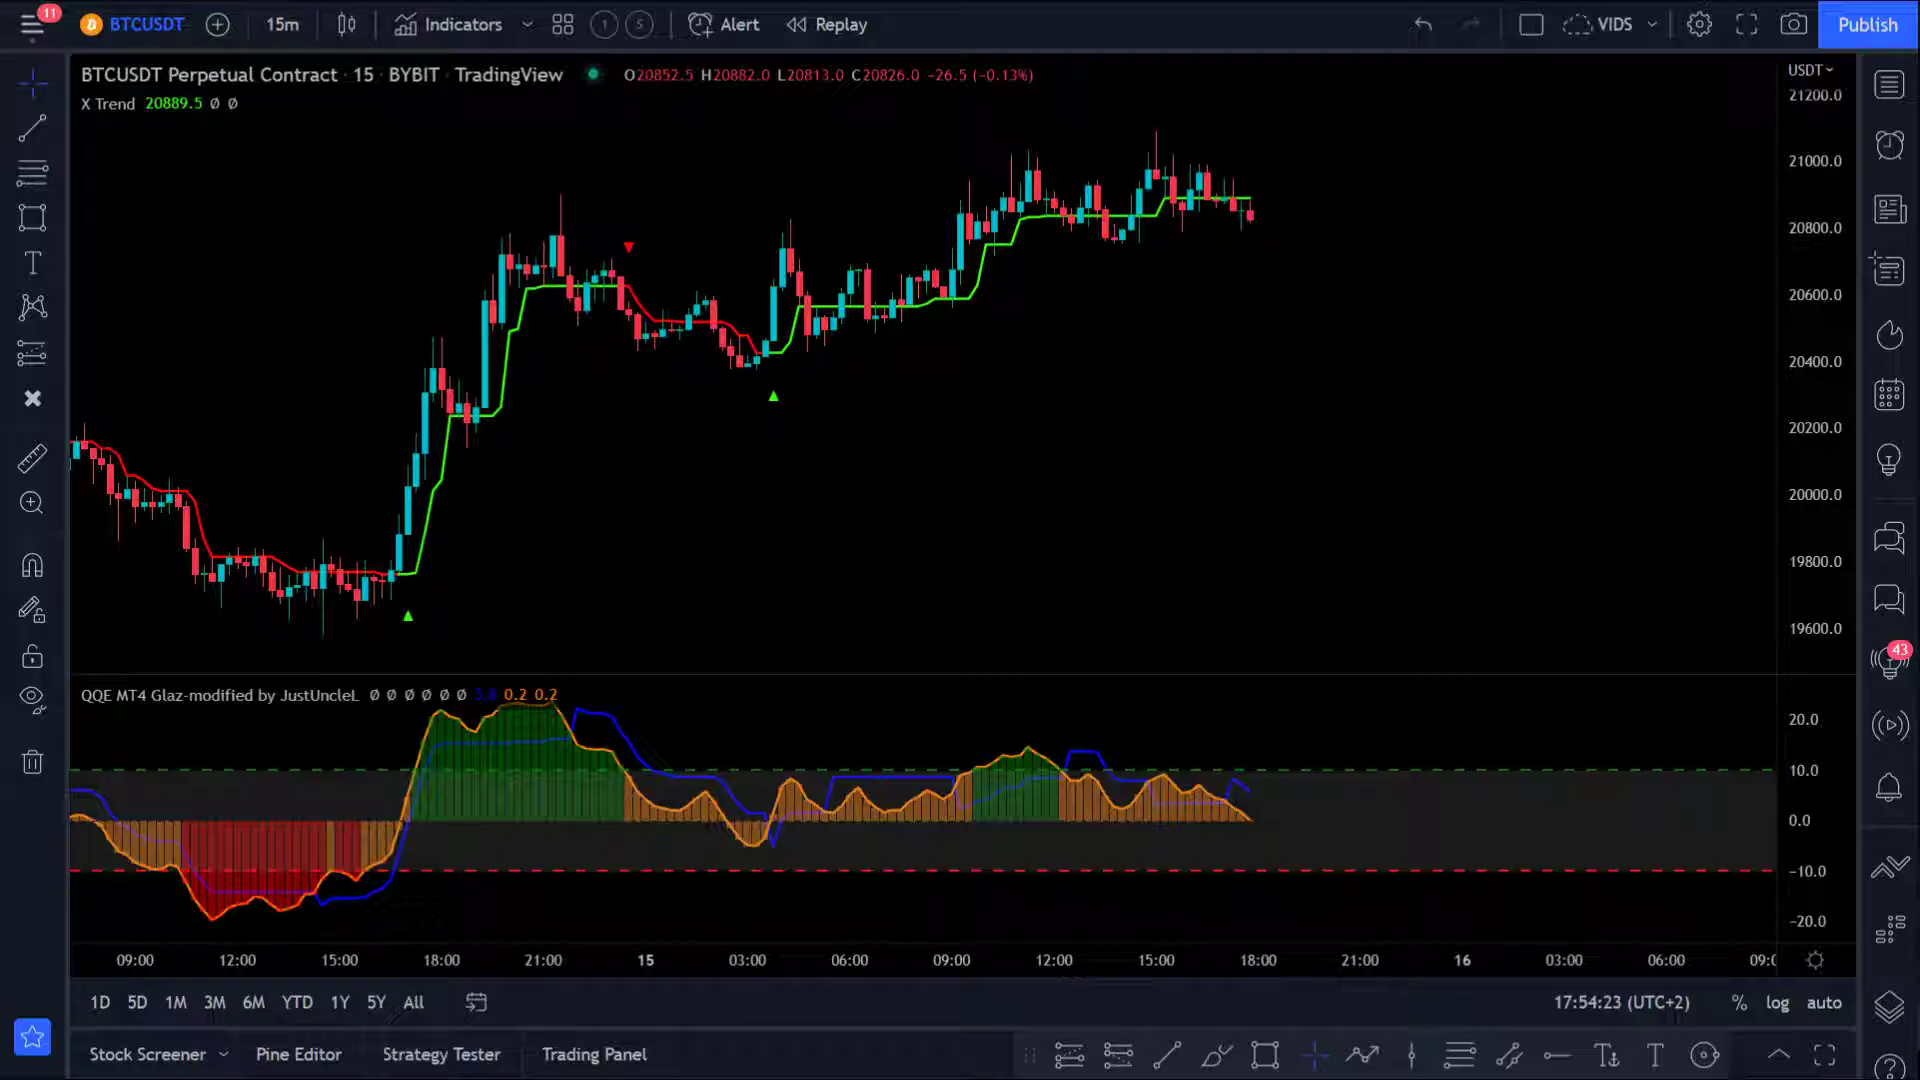 11 BTCUSDT 15m Indicators 1 S Alert Replay VIDS Publish
BTCUSDT Perpetual Contract · 15 · BYBIT · TradingView O20852.5 H20882.0 L20813.0 C20826.0 -26.5 (-0.13%)
X Trend 20889.5 Ø Ø
USDT
21200.0
21000.0
20800.0
20600.0
20400.0
20200.0
20000.0
19800.0
19600.0
43
QQE MT4 Glaz-modified by JustUncleL Ø Ø Ø Ø Ø Ø 5.8 0.2 0.2
20.0
10.0
0.0
-10.0
-20.0
09:00 12:00 15:00 18:00 21:00 15 03:00 06:00 09:00 12:00 15:00 18:00 21:00 16 03:00 06:00
1D 5D 1M 3M 6M YTD 1Y 5Y All 17:54:23 (UTC+2) % log auto
Stock Screener Pine Editor Strategy Tester Trading Panel